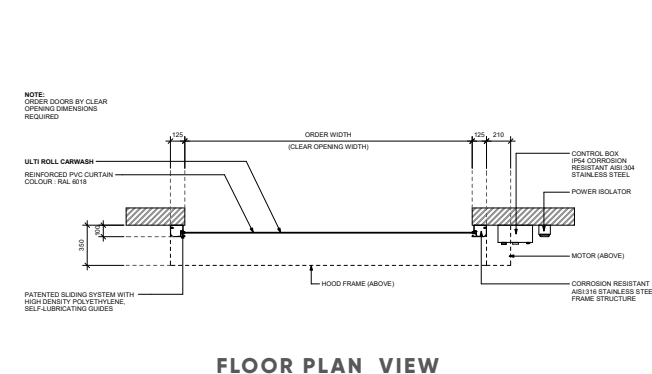 NOTE:
ORDER DOORS BY CLEAR
OPENING DIMENSIONS
REQUIRED
125
ORDER WIDTH
125
210
(CLEAR OPENING WIDTH)
ULTI ROLL CARWASH
REINFORCED PVC CURTAIN
COLOUR : RAL 6018
CONTROL BOX
IP54 CORROSION
RESISTANT AISI:304
STAINLESS STEEL
POWER ISOLATOR
100
350
MOTOR (ABOVE)
HOOD FRAME (ABOVE)
CORROSION RESISTANT
AISI:316 STAINLESS STEE
FRAME STRUCTURE
PATENTED SLIDING SYSTEM WITH
HIGH DENSITY POLYETHYLENE,
SELF-LUBRICATING GUIDES
FLOOR PLAN VIEW